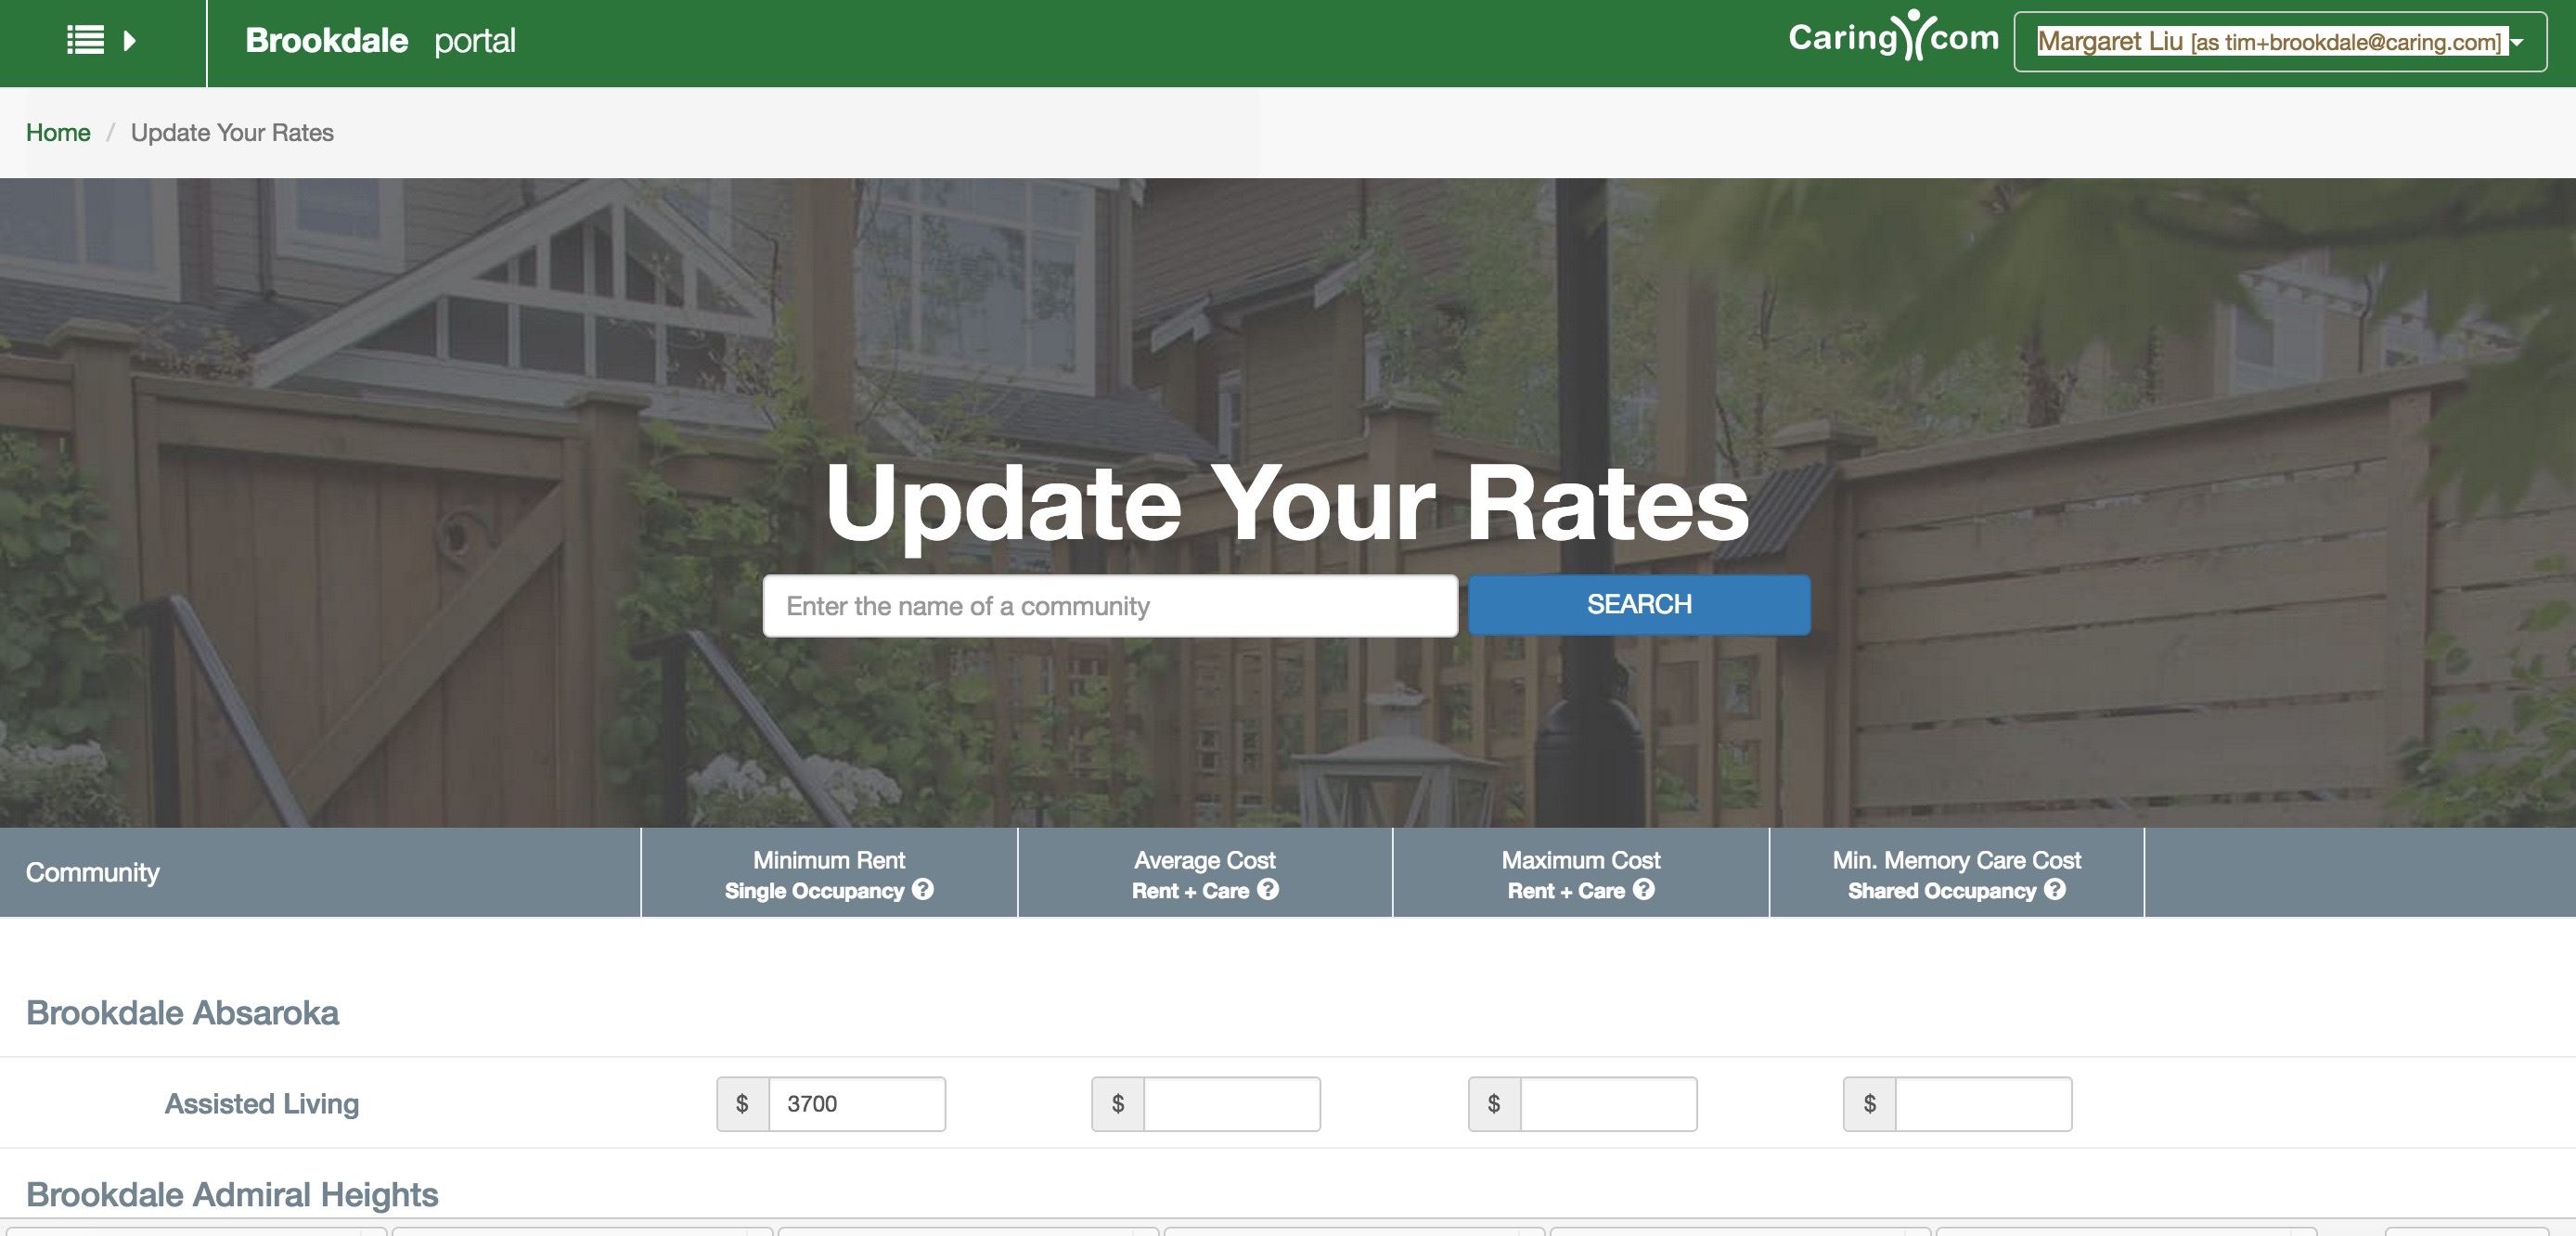 Brookdale portal
Caring.com
Margaret Liu [as tim+brookdale@caring.com]
Home / Update Your Rates
Update Your Rates
Enter the name of a community
SEARCH
Community
Minimum Rent
Single Occupancy ?
Average Cost
Rent + Care ?
Maximum Cost
Rent + Care ?
Min. Memory Care Cost
Shared Occupancy ?
Brookdale Absaroka
Assisted Living
$ 3700
$
$
$
Brookdale Admiral Heights